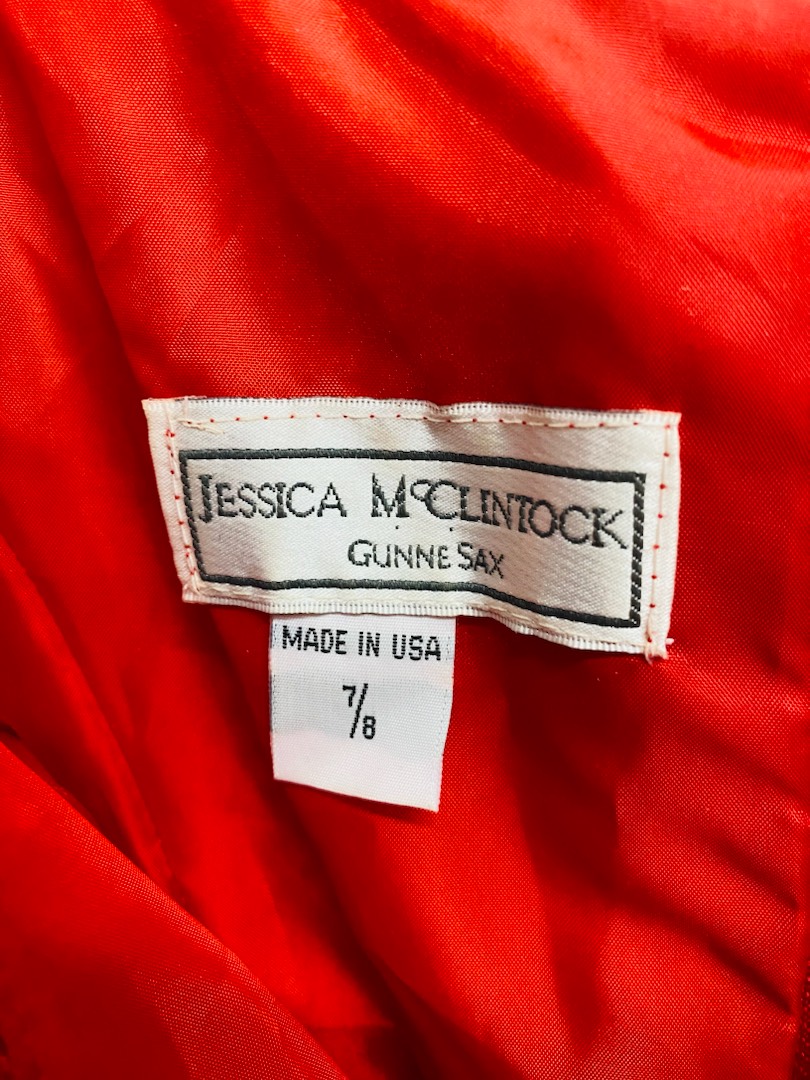 JESSICA McCLINTOCK
GUNNE SAX
MADE IN USA
7/8